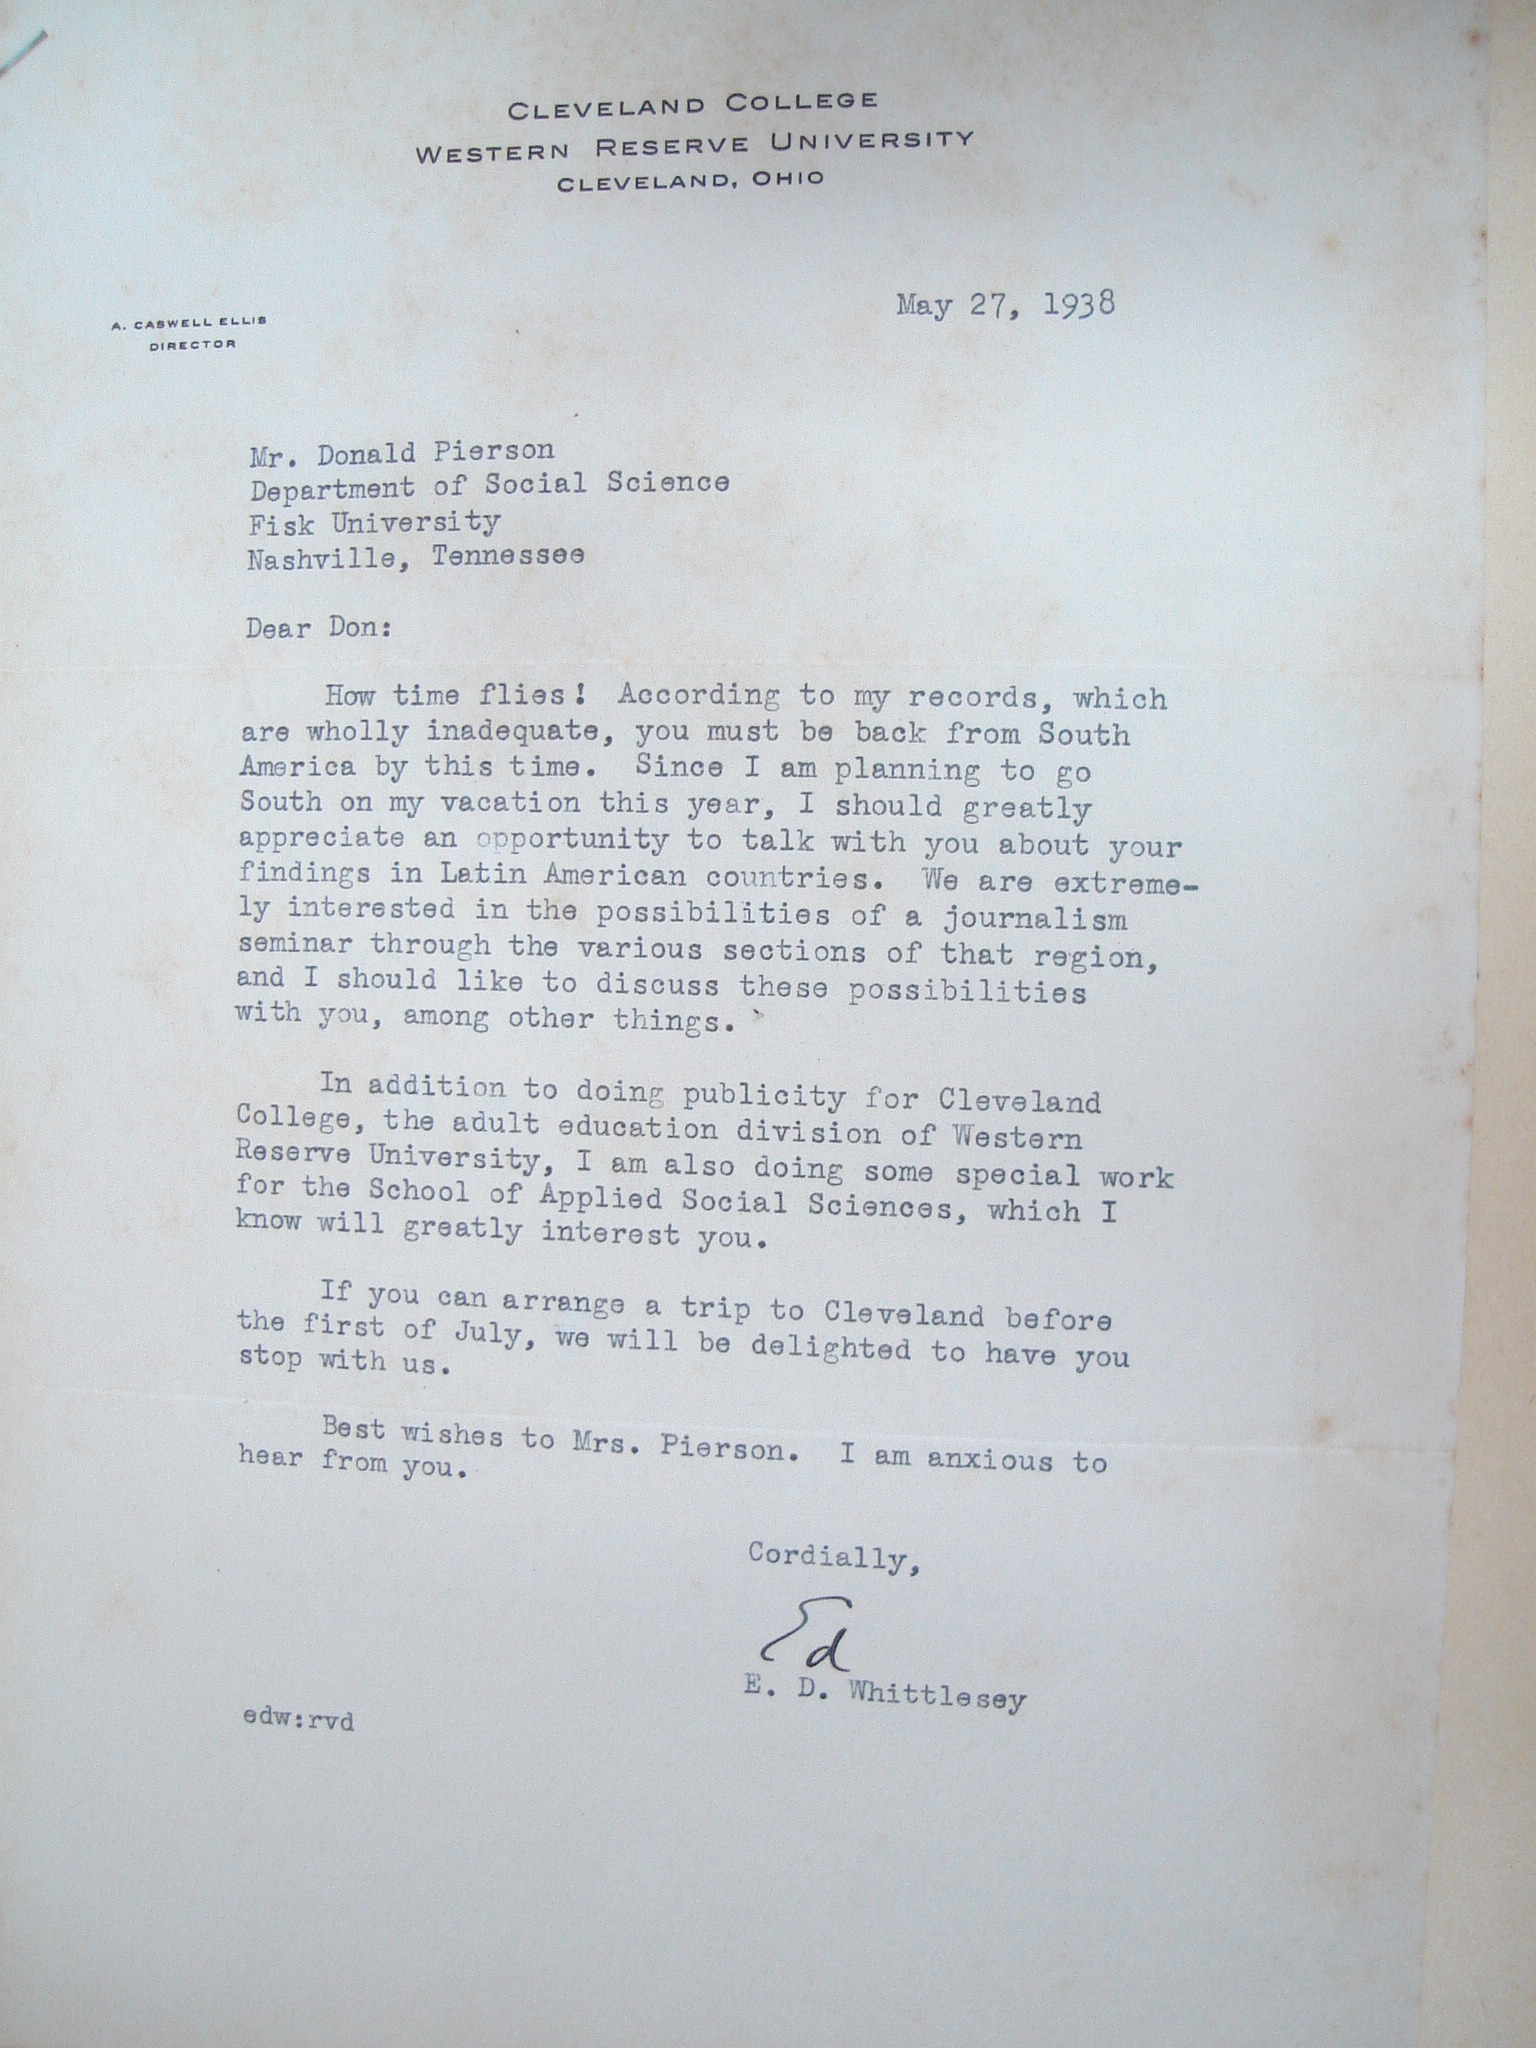 CLEVELAND COLLEGE
WESTERN RESERVE UNIVERSITY
CLEVELAND, OHIO
May 27, 1938
A. CASWELL ELLIS
DIRECTOR
Mr. Donald Pierson
Department of Social Science
Fisk University
Nashville, Tennessee
Dear Don:
How time flies! According to my records, which
are wholly inadequate, you must be back from South
America by this time. Since I am planning to go
South on my vacation this year, I should greatly
appreciate an opportunity to talk with you about your
findings in Latin American countries. We are extreme-
ly interested in the possibilities of a journalism
seminar through the various sections of that region,
and I should like to discuss these possibilities
with you, among other things.
In addition to doing publicity for Cleveland
College, the adult education division of Western
Reserve University, I am also doing some special work
for the School of Applied Social Sciences, which I
know will greatly interest you.
If you can arrange a trip to Cleveland before
the first of July, we will be delighted to have you
stop with us.
Best wishes to Mrs. Pierson. I am anxious to
hear from you.
Cordially,
Ed
E. D. Whittlesey
edw:rvd